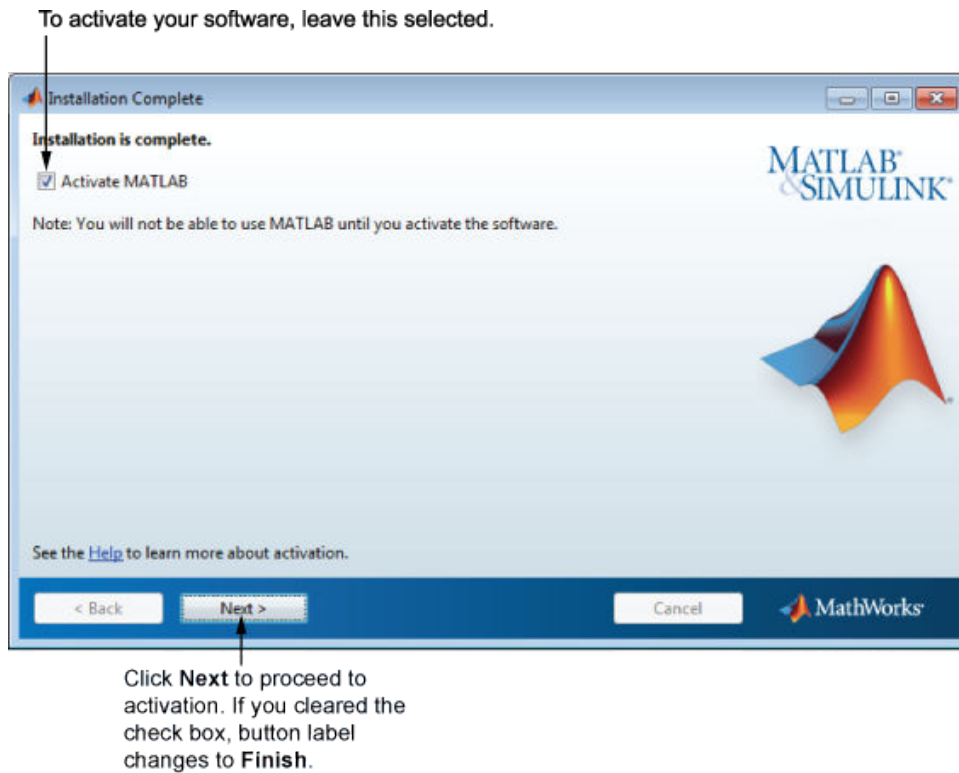 To activate your software, leave this selected.
Installation Complete
Installation is complete.
Activate MATLAB
Note: You will not be able to use MATLAB until you activate the software.
MATLAB®
&SIMULINK®
See the Help to learn more about activation.
< Back
Next >
Cancel
MathWorks®
Click Next to proceed to
activation. If you cleared the
check box, button label
changes to Finish.